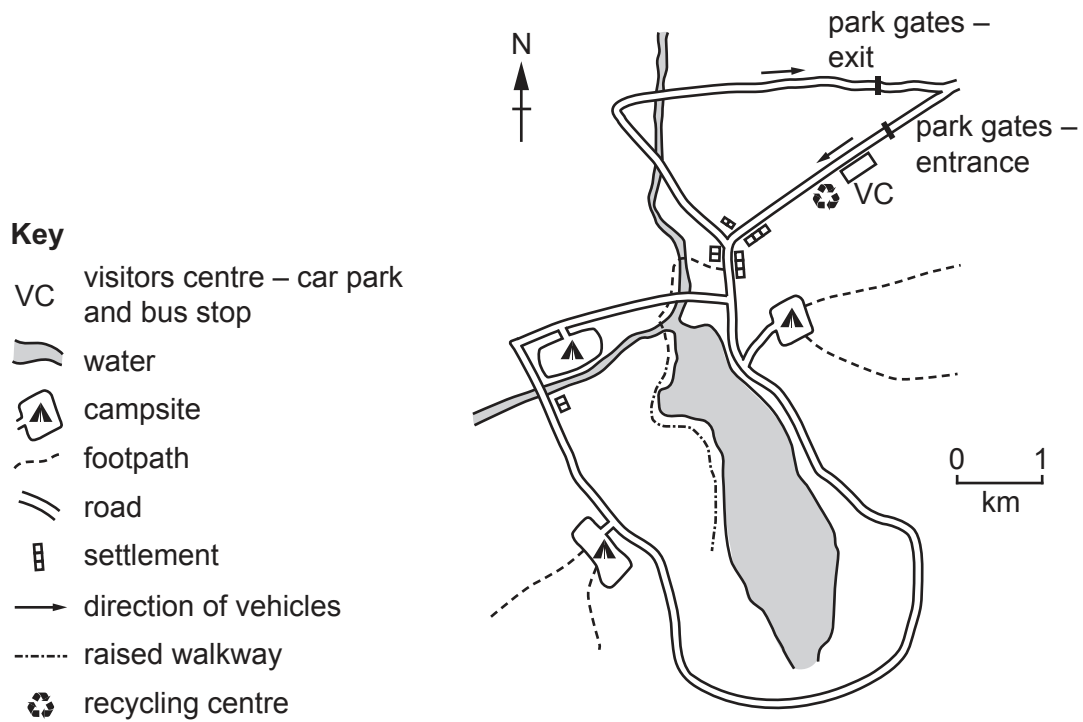 N
park gates –
exit
park gates –
entrance
VC
Key
VC
visitors centre – car park
and bus stop
water
campsite
footpath
road
settlement
direction of vehicles
raised walkway
recycling centre
0 1
km